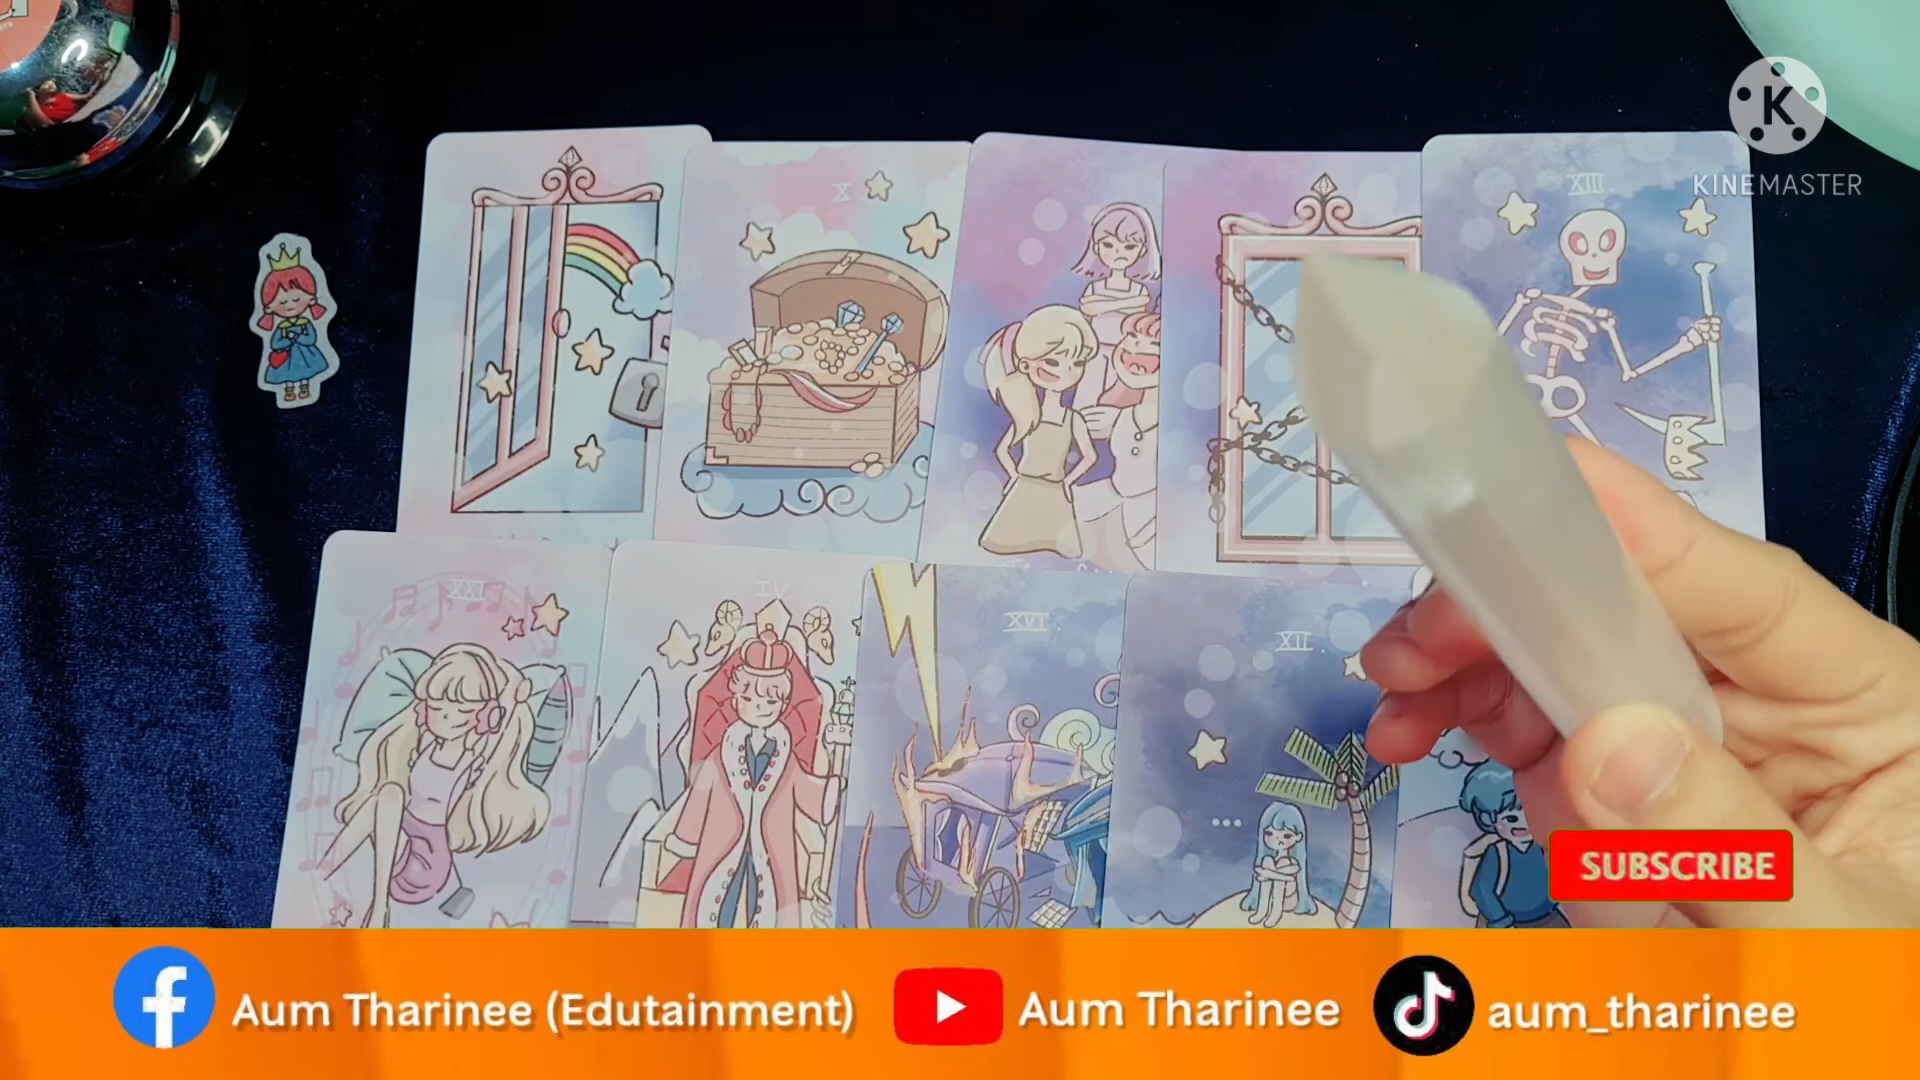 K
KINEMASTER
X
XIII
XXI
IV
XVI
XII
...
SUBSCRIBE
Aum Tharinee (Edutainment)
Aum Tharinee
aum_tharinee